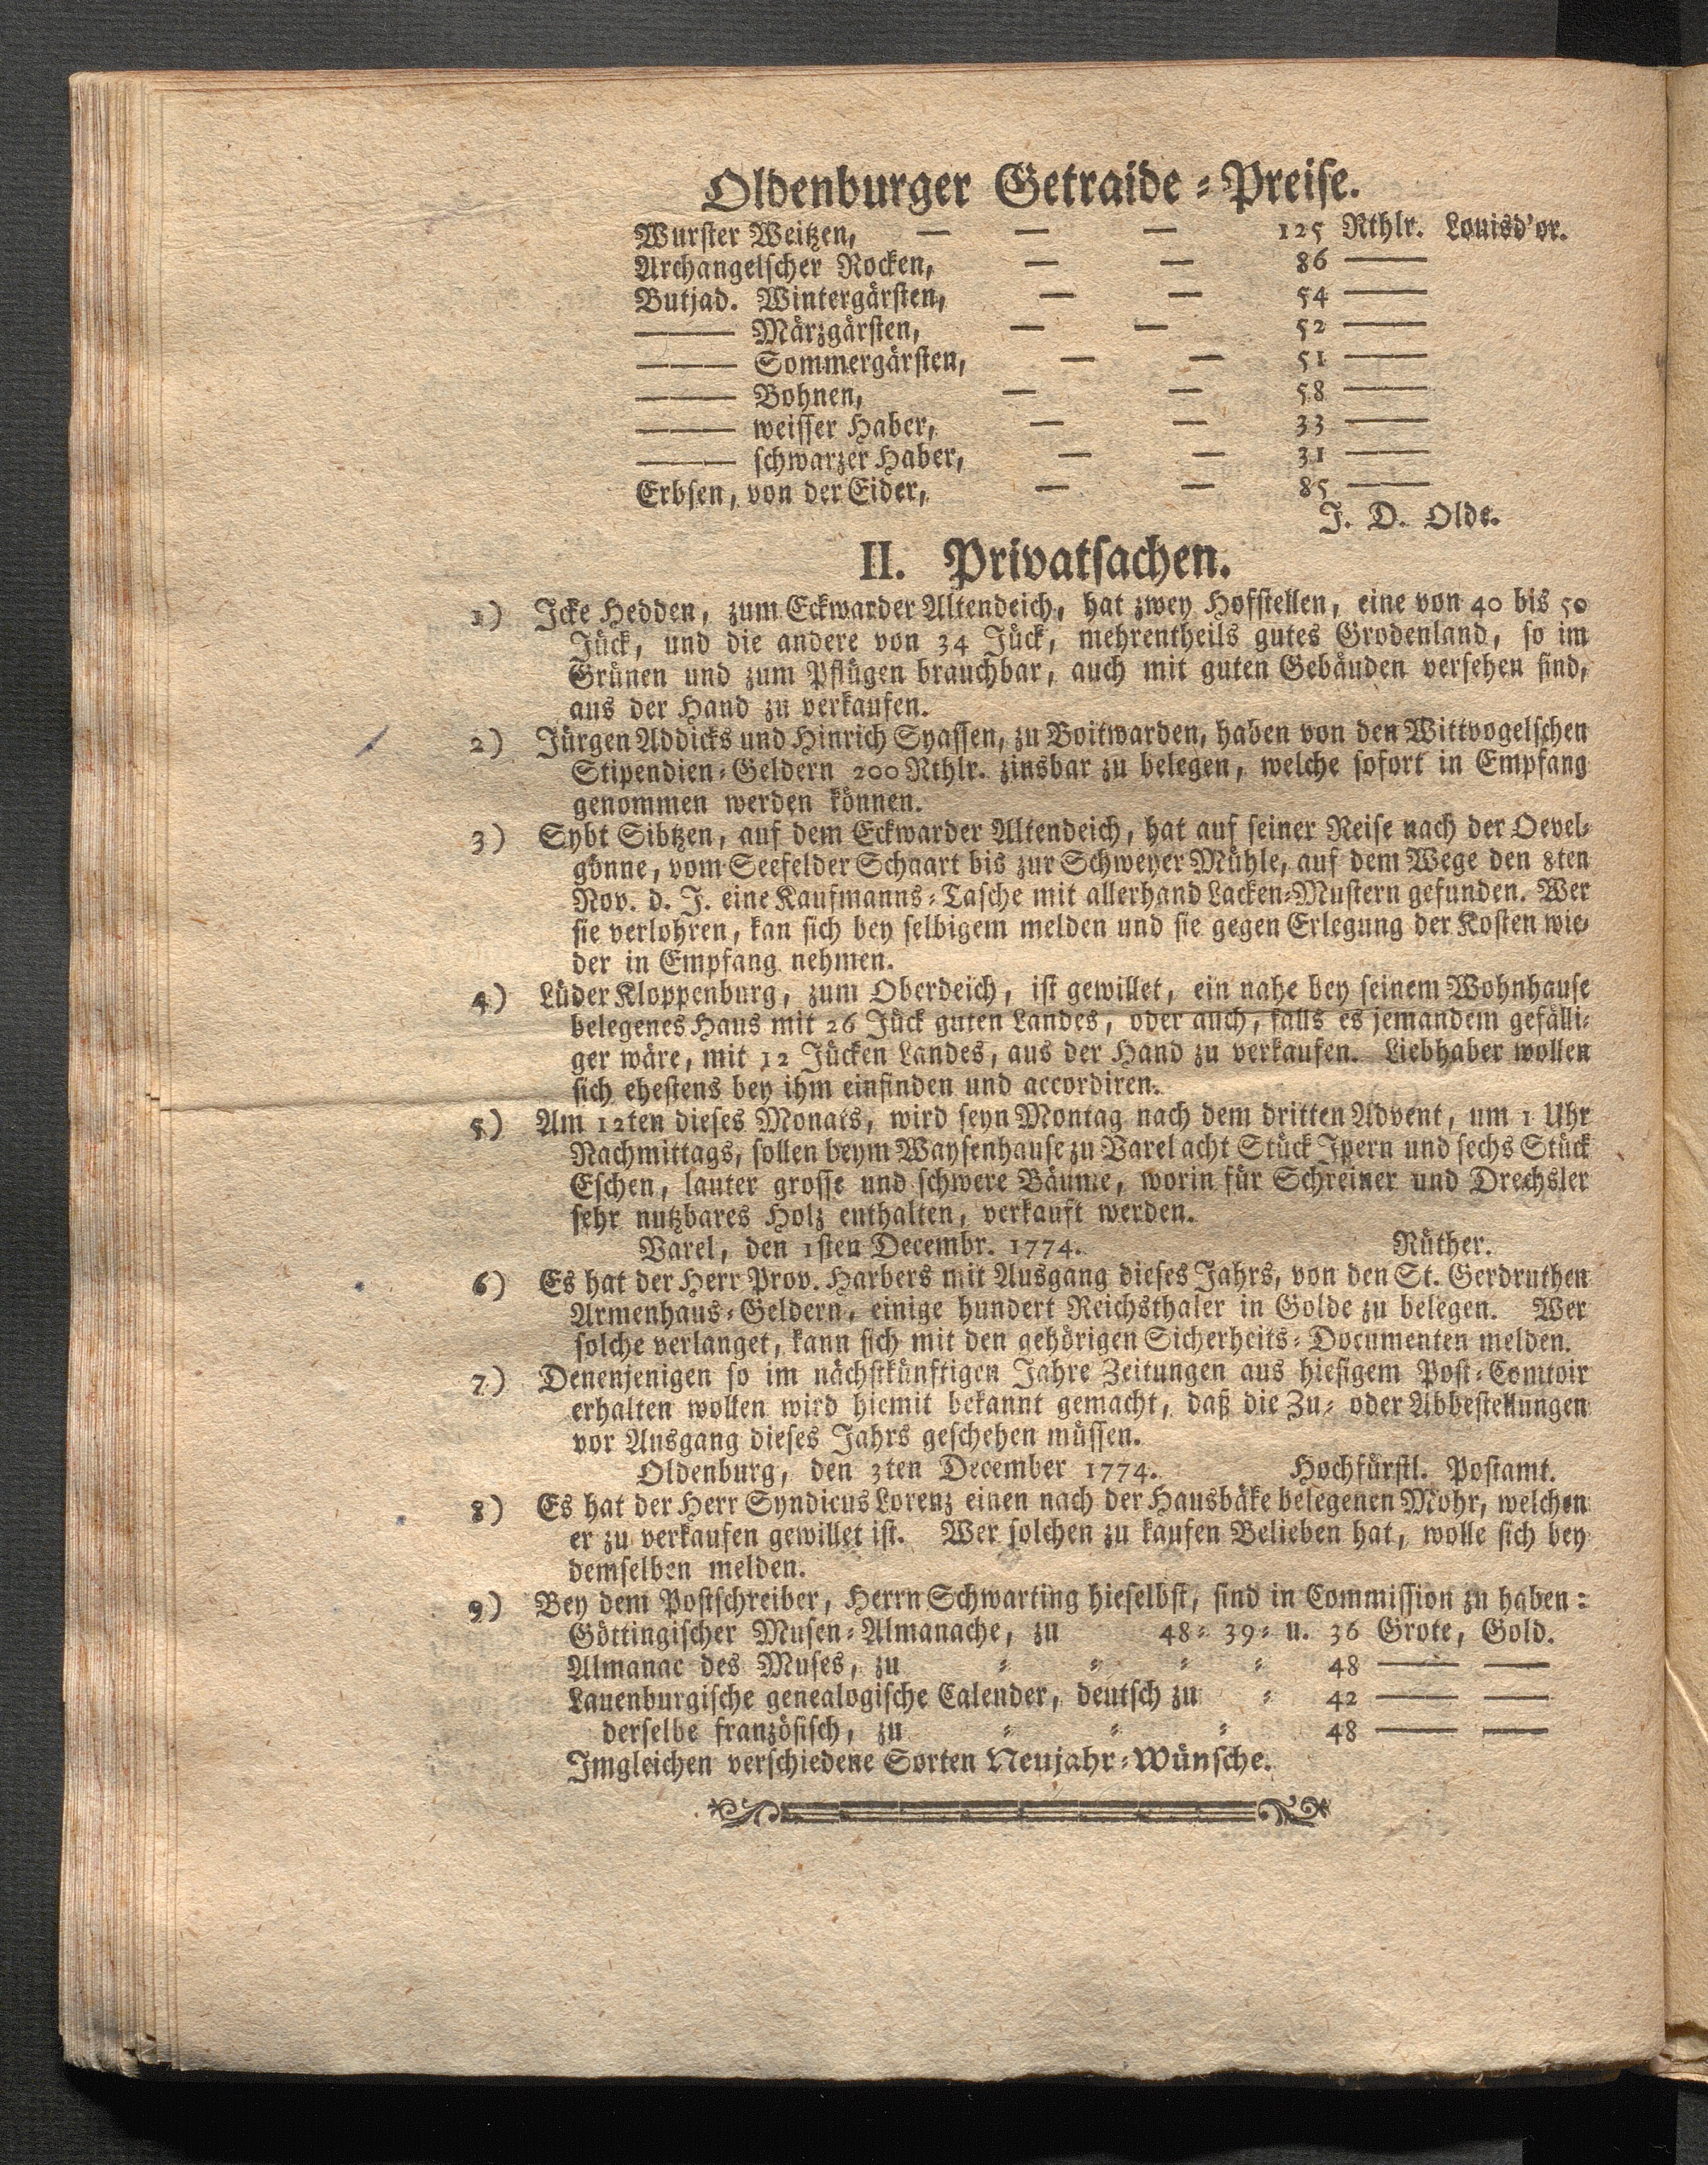 Oldenburger Getraide-Preise.
Wurster Weitzen, — — — 125 Rthlr. Louisd'or.
Archangelscher Rocken, — — 86 ——
Butjad. Wintergärsten, — — 54 ——
—— Märzgärsten, — — 52 ——
—— Sommergärsten, — — 51 ——
—— Bohnen, — — 58 ——
—— weisser Haber, — — 33 ——
—— schwarzer Haber, — — 31 ——
Erbsen, von der Eider, — — 85 ——
J. D. Olde.
II. Privatsachen.
1) Icke Hedden, zum Eckwarder Altendeich, hat zwey Hofstellen, eine von 40 bis 50
Jück, und die andere von 34 Jück, mehrentheils gutes Grodenland, so im
Grünen und zum Pflügen brauchbar, auch mit guten Gebäuden versehen sind,
aus der Hand zu verkaufen.
2) Jürgen Addicks und Hinrich Syassen, zu Boitwarden, haben von den Wittvogelschen
Stipendien-Geldern 200 Rthlr. zinsbar zu belegen, welche sofort in Empfang
genommen werden können.
3) Sybt Sibtzen, auf dem Eckwarder Altendeich, hat auf seiner Reise nach der Oevel-
gönne, vom Seefelder Schaart bis zur Schweyer Mühle, auf dem Wege den 8ten
Nov. d. J. eine Kaufmanns-Tasche mit allerhand Lacken-Mustern gefunden. Wer
sie verlohren, kan sich bey selbigem melden und sie gegen Erlegung der Kosten wie-
der in Empfang nehmen.
4) Lüder Kloppenburg, zum Oberdeich, ist gewillet, ein nahe bey seinem Wohnhause
belegenes Haus mit 26 Jück guten Landes, oder auch, falls es jemandem gefälli-
ger wäre, mit 12 Jücken Landes, aus der Hand zu verkaufen. Liebhaber wollen
sich ehestens bey ihm einfinden und accordiren.
5) Am 12ten dieses Monats, wird seyn Montag nach dem dritten Advent, um 1 Uhr
Nachmittags, sollen beym Waysenhause zu Varel acht Stück Ipern und sechs Stück
Eschen, lauter grosse und schwere Bäume, worin für Schreiner und Drechsler
sehr nutzbares Holz enthalten, verkauft werden.
Varel, den 1sten Decembr. 1774. Rüther.
6) Es hat der Herr Prov. Harbers mit Ausgang dieses Jahrs, von den St. Gerdruthen
Armenhaus-Geldern, einige hundert Reichsthaler in Golde zu belegen. Wer
solche verlanget, kann sich mit den gehörigen Sicherheits-Documenten melden.
7) Denenjenigen so im nächstkünftigen Jahre Zeitungen aus hiesigem Post-Comtoir
erhalten wollen wird hiemit bekannt gemacht, daß die Zu- oder Abbestellungen
vor Ausgang dieses Jahrs geschehen müssen.
Oldenburg, den 3ten December 1774. Hochfürstl. Postamt.
8) Es hat der Herr Syndicus Lorenz einen nach der Hausbäke belegenen Mohr, welchen
er zu verkaufen gewillet ist. Wer solchen zu kaufen Belieben hat, wolle sich bey
demselben melden.
9) Bey dem Postschreiber, Herrn Schwarting hieselbst, sind in Commission zu haben:
Göttingischer Musen-Almanache, zu 48- 39- u. 36 Grote, Gold.
Almanac des Muses, zu - - - - 48 —— ——
Lauenburgische genealogische Calender, deutsch zu - 42 —— ——
derselbe französisch, zu - - - 48 —— ——
Imgleichen verschiedene Sorten Neujahr-Wünsche.